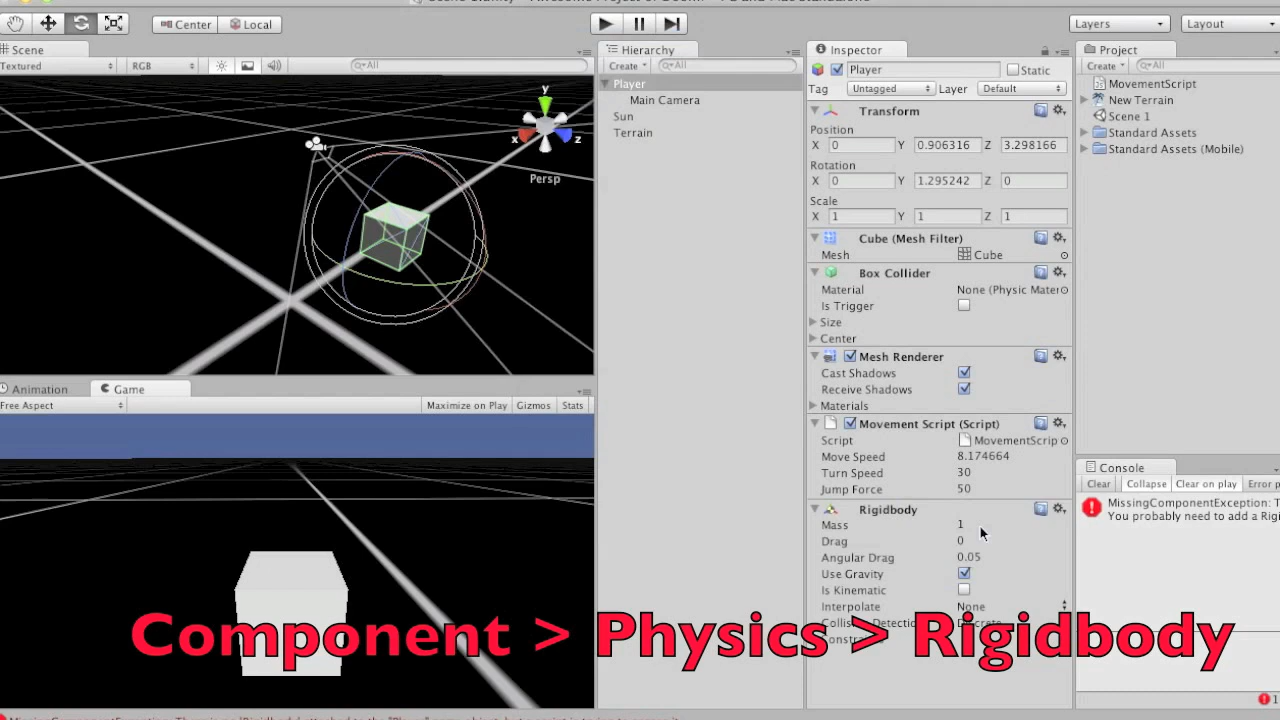 Center Local Layers Layout
Scene Hierarchy Inspector Project
Textured RGB All Create All Create All
Player
Main Camera
Sun
Terrain
y
x
z
Persp
Player Static
Tag Untagged Layer Default
Transform
Position
X 0 Y 0.906316 Z 3.298166
Rotation
X 0 Y 1.295242 Z 0
Scale
X 1 Y 1 Z 1
Cube (Mesh Filter)
Mesh Cube
Box Collider
Material None (Physic Mater
Is Trigger
Size
Center
Mesh Renderer
Cast Shadows
Receive Shadows
Materials
Movement Script (Script)
Script MovementScrip
Move Speed 8.174664
Turn Speed 30
Jump Force 50
Rigidbody
Mass 1
Drag 0
Angular Drag 0.05
Use Gravity
Is Kinematic
Interpolate None
MovementScript
New Terrain
Scene 1
Standard Assets
Standard Assets (Mobile)
Animation Game
Free Aspect Maximize on Play Gizmos Stats
Console
Clear Collapse Clear on play Error p
MissingComponentException: T
You probably need to add a Rigi
1
Component > Physics > Rigidbody